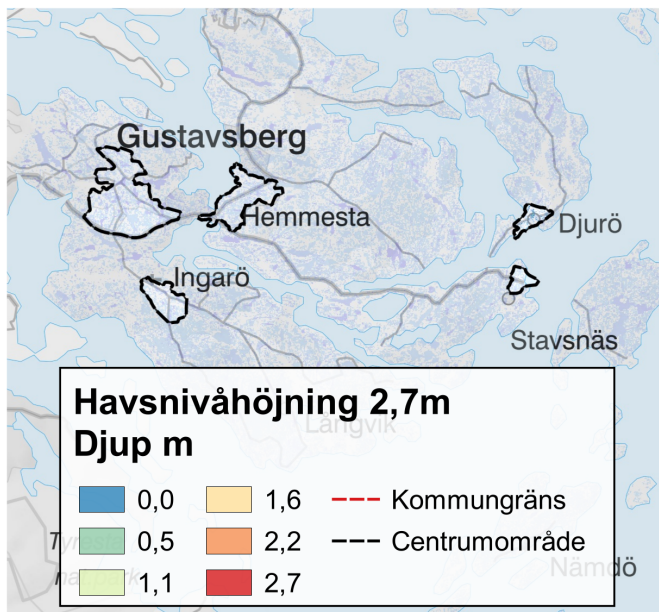 Gustavsberg
Hemmesta
Djurö
Ingarö
Stavsnäs
Långvik
Havsnivåhöjning 2,7m
Djup m
0,0 1,6 Kommungräns
0,5 2,2 Centrumområde
1,1 2,7
Nämdö